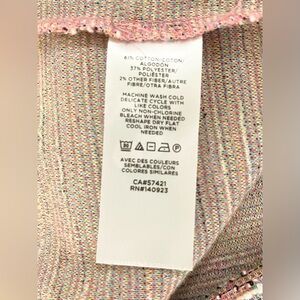 61% COTTON/COTON/
ALGODÓN
37% POLYESTER/
POLIÉSTER
2% OTHER FIBER/AUTRE
FIBRE/OTRA FIBRA
MACHINE WASH COLD
DELICATE CYCLE WITH
LIKE COLORS
ONLY NON-CHLORINE
BLEACH WHEN NEEDED
RESHAPE DRY FLAT
COOL IRON WHEN NEEDED
AVEC DES COULEURS
SEMBLABLES/CON
COLORES SIMILARES
CA#57421
RN#140923